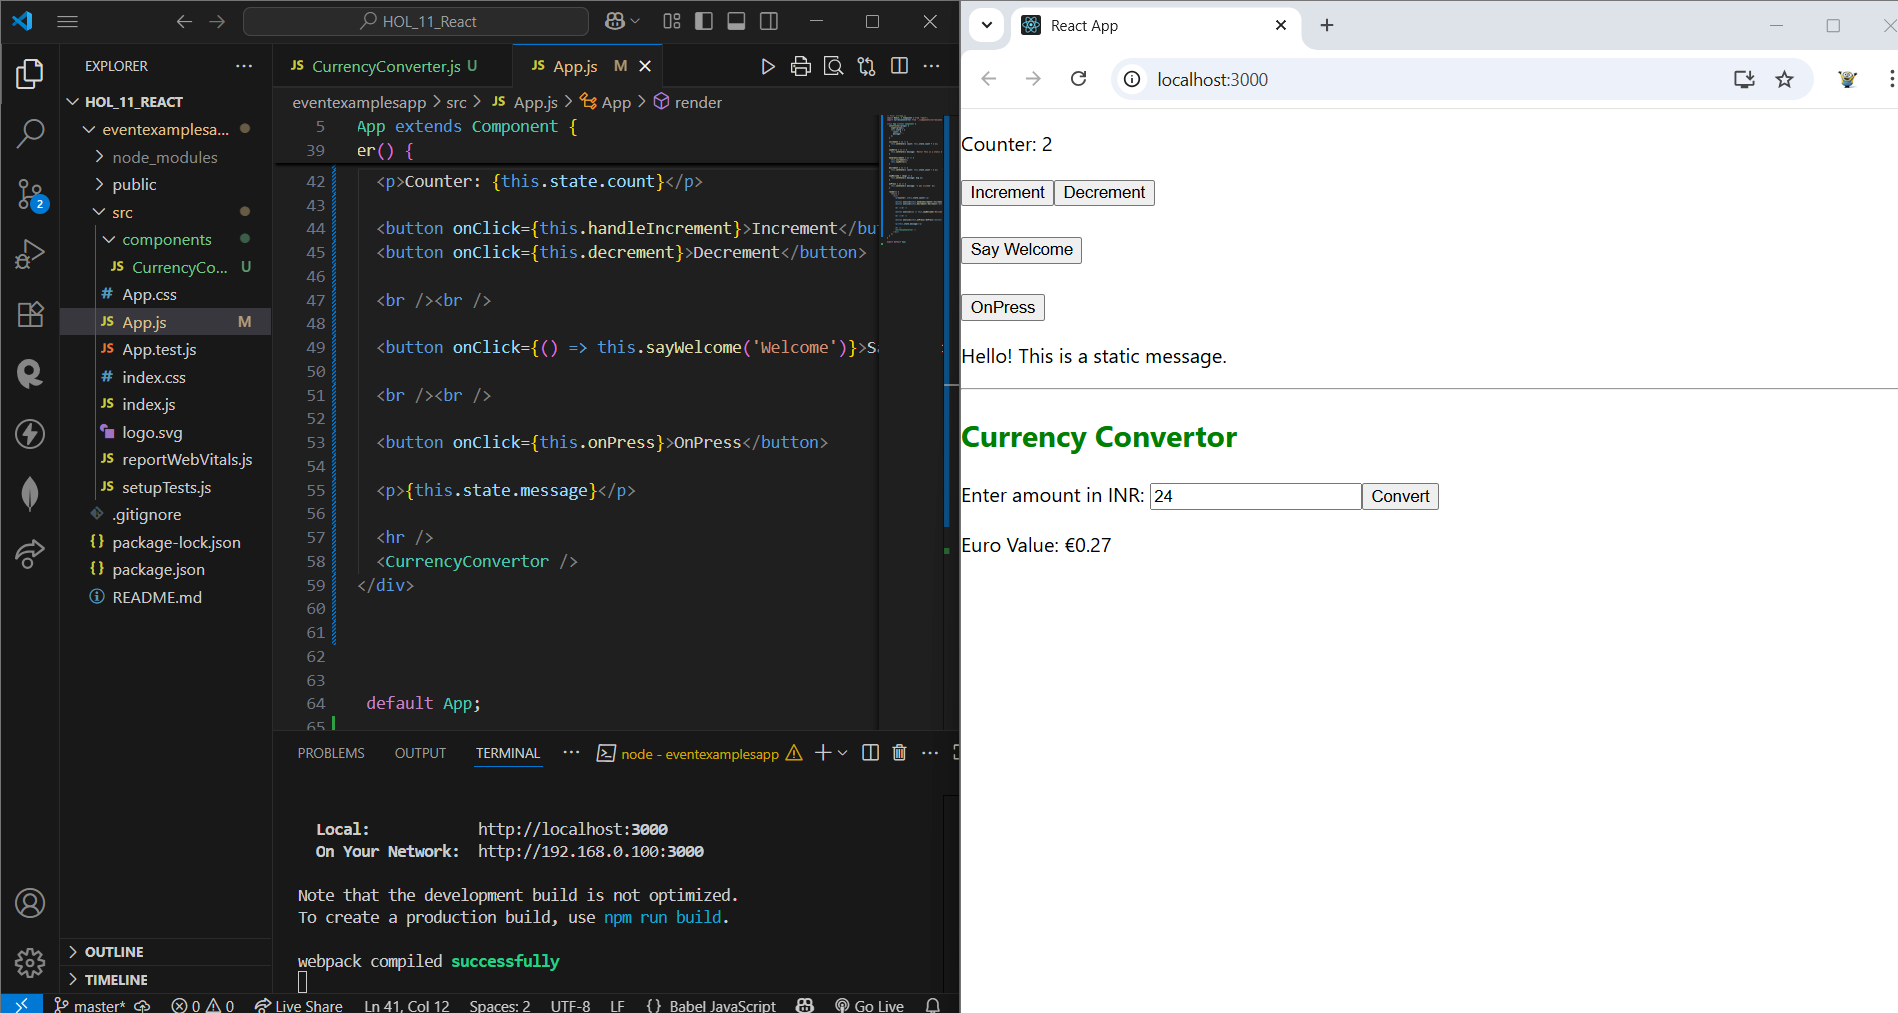 HOL_11_React
EXPLORER
HOL_11_REACT
eventexamplesa...
node_modules
public
src
components
JS CurrencyCo... U
# App.css
JS App.js M
JS App.test.js
# index.css
JS index.js
logo.svg
JS reportWebVitals.js
JS setupTests.js
.gitignore
{} package-lock.json
{} package.json
README.md
OUTLINE
TIMELINE
2
JS CurrencyConverter.js U
JS App.js M
eventexamplesapp > src > JS App.js > App > render
5 App extends Component {
39 er() {
42 <p>Counter: {this.state.count}</p>
43
44 <button onClick={this.handleIncrement}>Increment</bu
45 <button onClick={this.decrement}>Decrement</button>
46
47 <br /><br />
48
49 <button onClick={() => this.sayWelcome('Welcome')}>S
50
51 <br /><br />
52
53 <button onClick={this.onPress}>OnPress</button>
54
55 <p>{this.state.message}</p>
56
57 <hr />
58 <CurrencyConvertor />
59 </div>
60
61
62
63
64 default App;
65
PROBLEMS OUTPUT TERMINAL ··· node - eventexamplesapp
Local: http://localhost:3000
On Your Network: http://192.168.0.100:3000
Note that the development build is not optimized.
To create a production build, use npm run build.
webpack compiled successfully
master* 0 0 Live Share Ln 41, Col 12 Spaces: 2 UTF-8 LF {} Babel JavaScript Go Live
React App
localhost:3000
Counter: 2
Increment Decrement
Say Welcome
OnPress
Hello! This is a static message.
Currency Convertor
Enter amount in INR: 24 Convert
Euro Value: €0.27